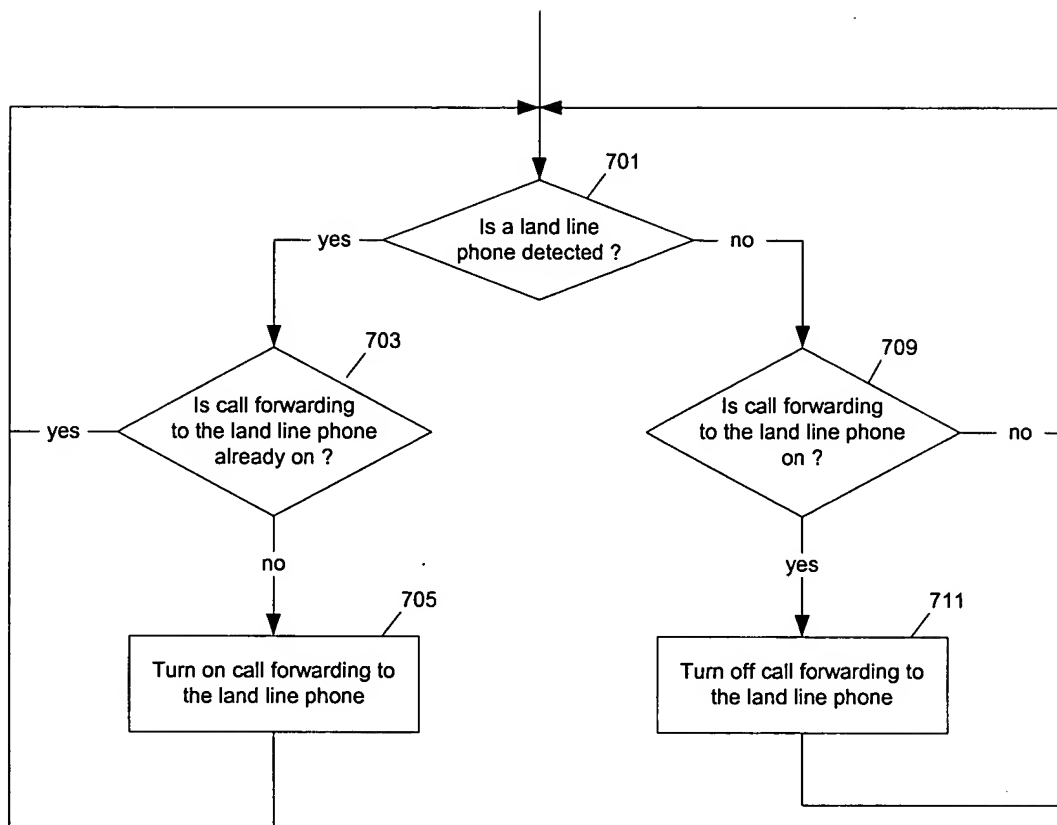 701
Is a land line
phone detected ?
yes
no
703
709
Is call forwarding
to the land line phone
already on ?
yes
Is call forwarding
to the land line phone
on ?
no
no
yes
705
711
Turn on call forwarding to
the land line phone
Turn off call forwarding to
the land line phone